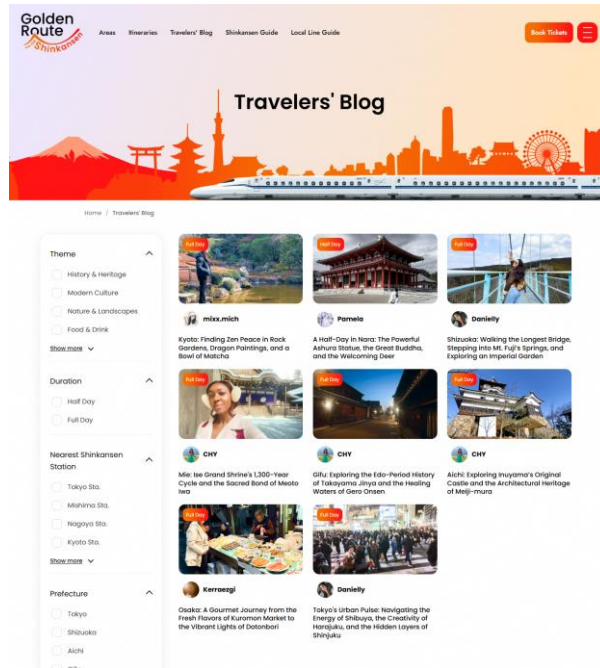 Golden
Route
Shinkansen
Areas
Itineraries
Travelers' Blog
Shinkansen Guide
Local Line Guide
Book Tickets
Travelers' Blog
Home / Travelers' Blog
Theme
History & Heritage
Modern Culture
Nature & Landscapes
Food & Drink
Show more
Duration
Half Day
Full Day
Nearest Shinkansen
Station
Tokyo Sta.
Mishima Sta.
Nagoya Sta.
Kyoto Sta.
Show more
Prefecture
Tokyo
Shizuoka
Aichi
Full Day
mixx.mich
Kyoto: Finding Zen Peace in Rock
Gardens, Dragon Paintings, and a
Bowl of Matcha
Half Day
Pamela
A Half-Day in Nara: The Powerful
Ashura Statue, the Great Buddha,
and the Welcoming Deer
Full Day
Danielly
Shizuoka: Walking the Longest Bridge,
Stepping into Mt. Fuji's Springs, and
Exploring an Imperial Garden
Full Day
CHY
Mie: Ise Grand Shrine's 1,300-Year
Cycle and the Sacred Bond of Meoto
Iwa
Full Day
CHY
Gifu: Exploring the Edo-Period History
of Takayama Jinya and the Healing
Waters of Gero Onsen
Full Day
CHY
Aichi: Exploring Inuyama's Original
Castle and the Architectural Heritage
of Meiji-mura
Full Day
Kerraezgi
Osaka: A Gourmet Journey from the
Fresh Flavors of Kuromon Market to
the Vibrant Lights of Dotonbori
Full Day
Danielly
Tokyo's Urban Pulse: Navigating the
Energy of Shibuya, the Creativity of
Harajuku, and the Hidden Layers of
Shinjuku